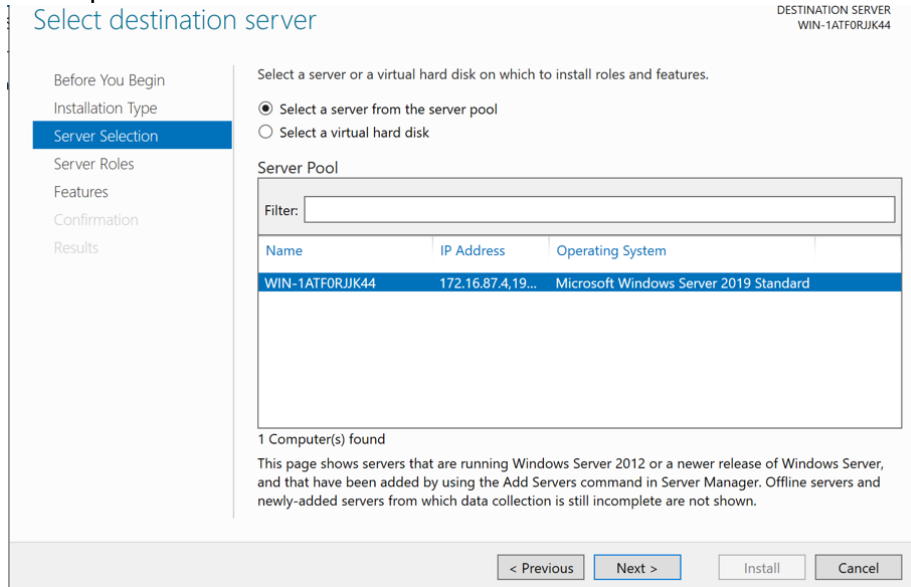 Select destination server
DESTINATION SERVER
WIN-1ATF0RJJK44
Before You Begin
Installation Type
Server Selection
Server Roles
Features
Confirmation
Results
Select a server or a virtual hard disk on which to install roles and features.
Select a server from the server pool
Select a virtual hard disk
Server Pool
Filter:
Name IP Address Operating System
WIN-1ATF0RJJK44 172.16.87.4,19... Microsoft Windows Server 2019 Standard
1 Computer(s) found
This page shows servers that are running Windows Server 2012 or a newer release of Windows Server,
and that have been added by using the Add Servers command in Server Manager. Offline servers and
newly-added servers from which data collection is still incomplete are not shown.
< Previous Next > Install Cancel